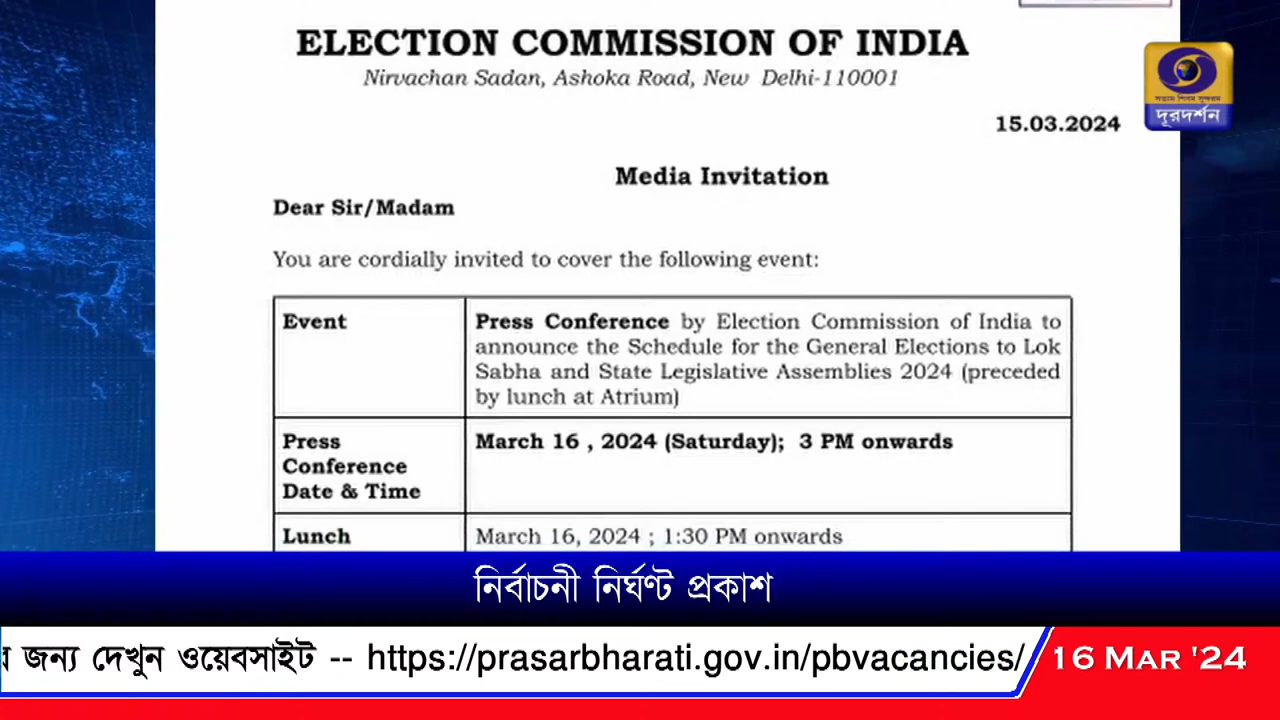 ELECTION COMMISSION OF INDIA
Nirvachan Sadan, Ashoka Road, New Delhi-110001
সত্যম শিবম সুন্দরম
দূরদর্শন
15.03.2024
Media Invitation
Dear Sir/Madam
You are cordially invited to cover the following event:
Event
Press Conference by Election Commission of India to
announce the Schedule for the General Elections to Lok
Sabha and State Legislative Assemblies 2024 (preceded
by lunch at Atrium)
Press
Conference
Date & Time
March 16 , 2024 (Saturday); 3 PM onwards
Lunch
March 16, 2024 ; 1:30 PM onwards
নির্বাচনী নির্ঘণ্ট প্রকাশ
জন্য দেখুন ওয়েবসাইট -- https://prasarbharati.gov.in/pbvacancies/
16 MAR '24